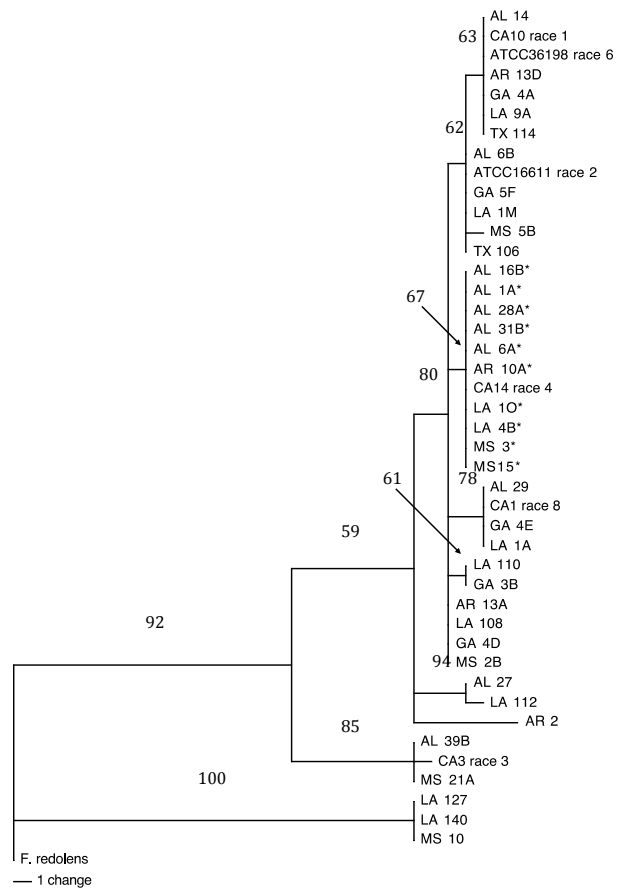 AL 14
63
CA10 race 1
ATCC36198 race 6
AR 13D
GA 4A
LA 9A
62
TX 114
AL 6B
ATCC16611 race 2
GA 5F
LA 1M
MS 5B
TX 106
AL 16B*
AL 1A*
67
AL 28A*
AL 31B*
AL 6A*
80
AR 10A*
CA14 race 4
LA 1O*
LA 4B*
MS 3*
MS15*
61
78
AL 29
CA1 race 8
GA 4E
59
LA 1A
LA 110
GA 3B
AR 13A
92
LA 108
GA 4D
94
MS 2B
AL 27
LA 112
85
AR 2
AL 39B
CA3 race 3
100
MS 21A
LA 127
LA 140
MS 10
F. redolens
1 change